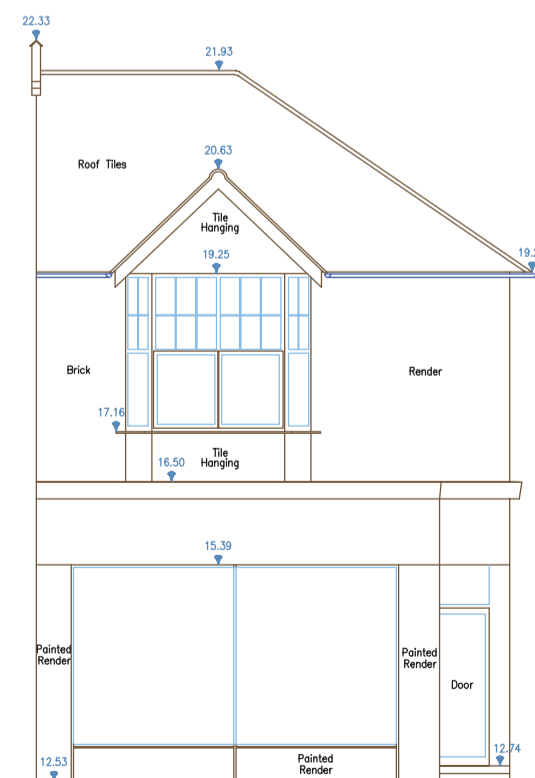 22.33
21.93
20.63
Roof Tiles
Tile
Hanging
19.25
Brick
Render
17.16
Tile
Hanging
16.50
15.39
Painted
Render
Painted
Render
Door
12.53
Painted
Render
12.74